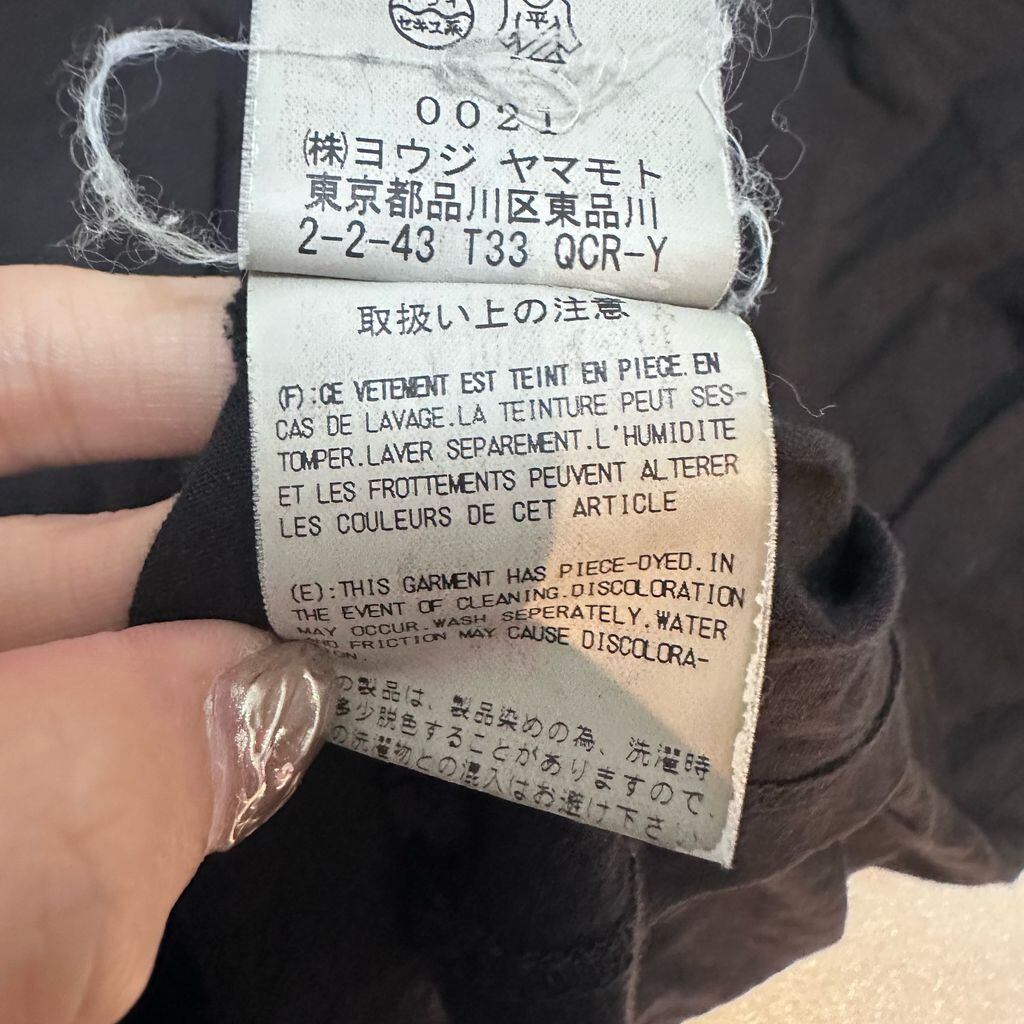 セキユ系
平
0021
(株)ヨウジ ヤマモト
東京都品川区東品川
2-2-43 T33 QCR-Y
取扱い上の注意
(F):CE VETEMENT EST TEINT EN PIECE.EN
CAS DE LAVAGE.LA TEINTURE PEUT SES-
TOMPER.LAVER SEPAREMENT.L'HUMIDITE
ET LES FROTTEMENTS PEUVENT ALTERER
LES COULEURS DE CET ARTICLE
(E):THIS GARMENT HAS PIECE-DYED.IN
THE EVENT OF CLEANING.DISCOLORATION
MAY OCCUR.WASH SEPERATELY.WATER
AND FRICTION MAY CAUSE DISCOLORA-
の製品は、製品染めの為、洗濯時
多少脱色することがありますので、
の洗濯物との混入はお避け下さい